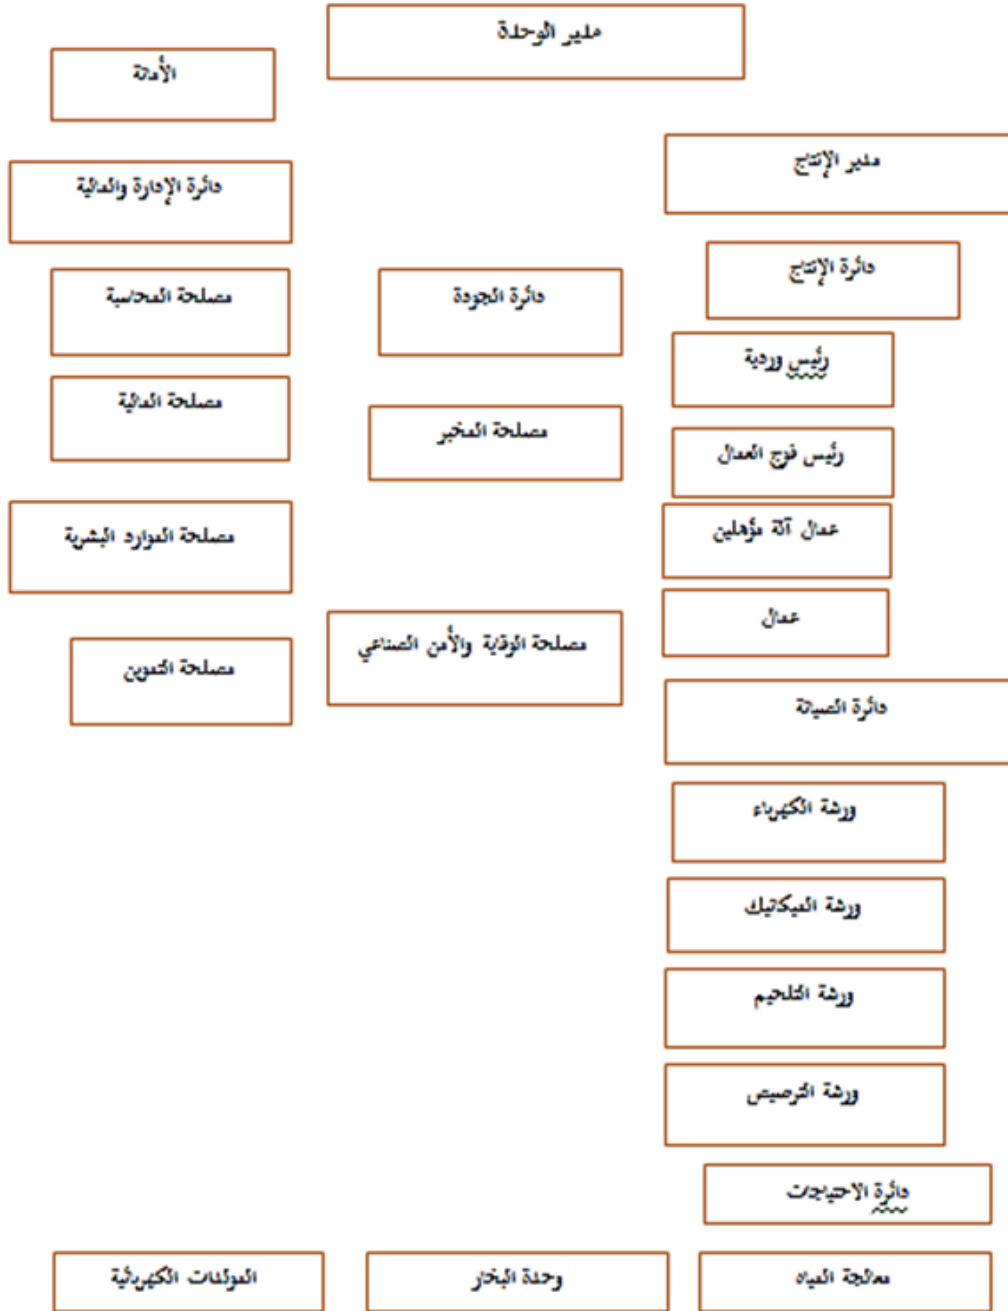 مدير الوحدة
الأمانة
مدير الإنتاج
دائرة الإدارة والمالية
دائرة الإنتاج
دائرة الجودة
مصلحة المحاسبة
رئيس وردية
مصلحة المالية
مصلحة المخبر
رئيس فوج العمال
عمال آلة مؤهلين
مصلحة الموارد البشرية
عمال
مصلحة الوقاية والأمن الصناعي
مصلحة التموين
دائرة الصيانة
ورشة الكهرباء
ورشة الميكانيك
ورشة التلحيم
ورشة الترصيص
دائرة الاحتياجات
معالجة المياه
وحدة البخار
المولدات الكهربائية